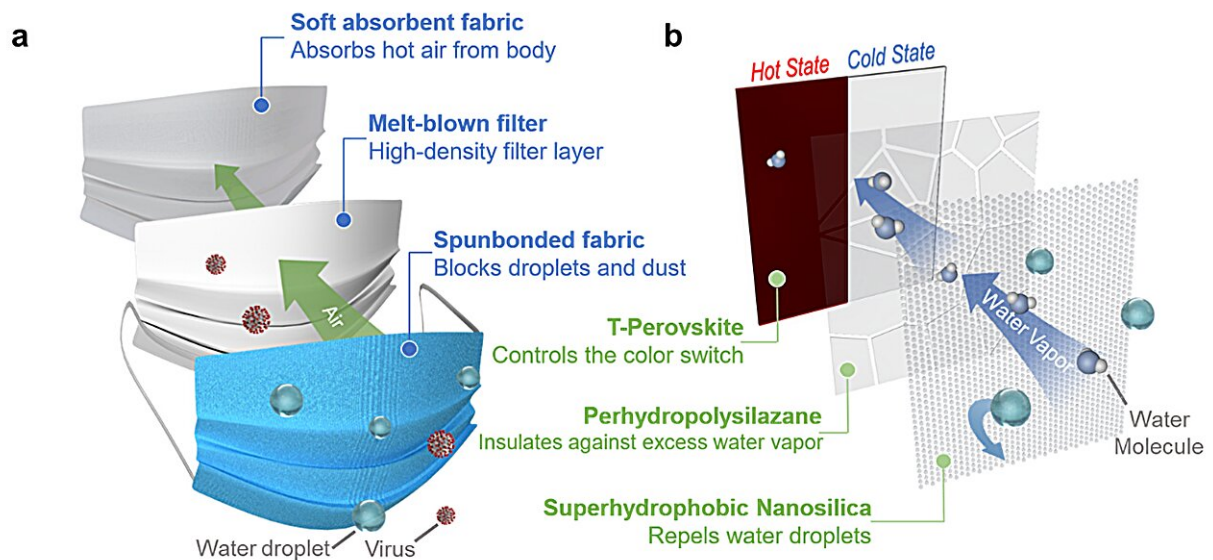 a
Soft absorbent fabric
Absorbs hot air from body
Melt-blown filter
High-density filter layer
Spunbonded fabric
Blocks droplets and dust
Air
Water droplet
Virus
b
Hot State
Cold State
T-Perovskite
Controls the color switch
Water Vapor
Perhydropolysilazane
Insulates against excess water vapor
Water
Molecule
Superhydrophobic Nanosilica
Repels water droplets